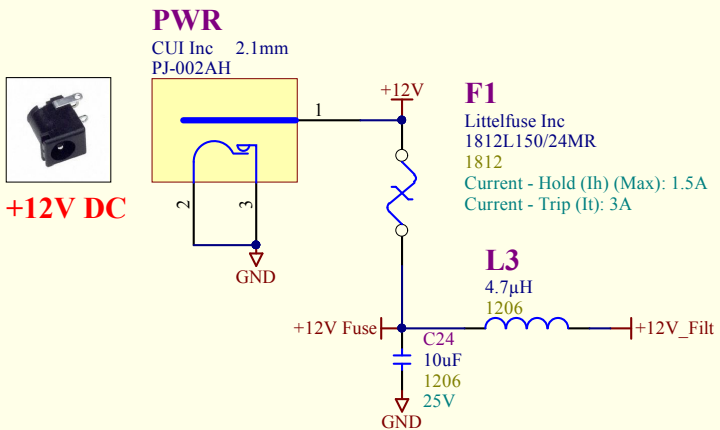 PWR
CUI Inc 2.1mm
PJ-002AH
1
2
3
+12V DC
GND
+12V
F1
Littelfuse Inc
1812L150/24MR
1812
Current - Hold (Ih) (Max): 1.5A
Current - Trip (It): 3A
L3
4.7µH
1206
+12V Fuse
+12V_Filt
C24
10uF
1206
25V
GND